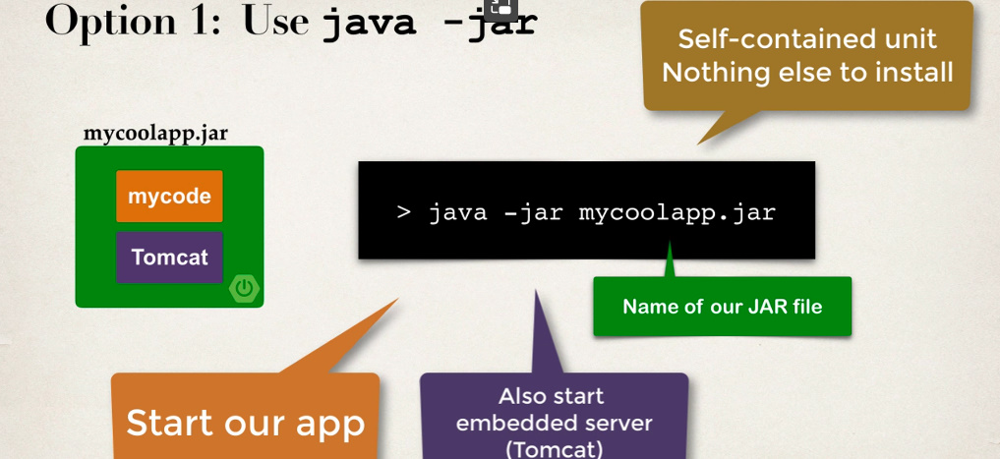 Option 1: Use java -jar
Self-contained unit
Nothing else to install
mycoolapp.jar
mycode
Tomcat
> java -jar mycoolapp.jar
Name of our JAR file
Start our app
Also start
embedded server
(Tomcat)